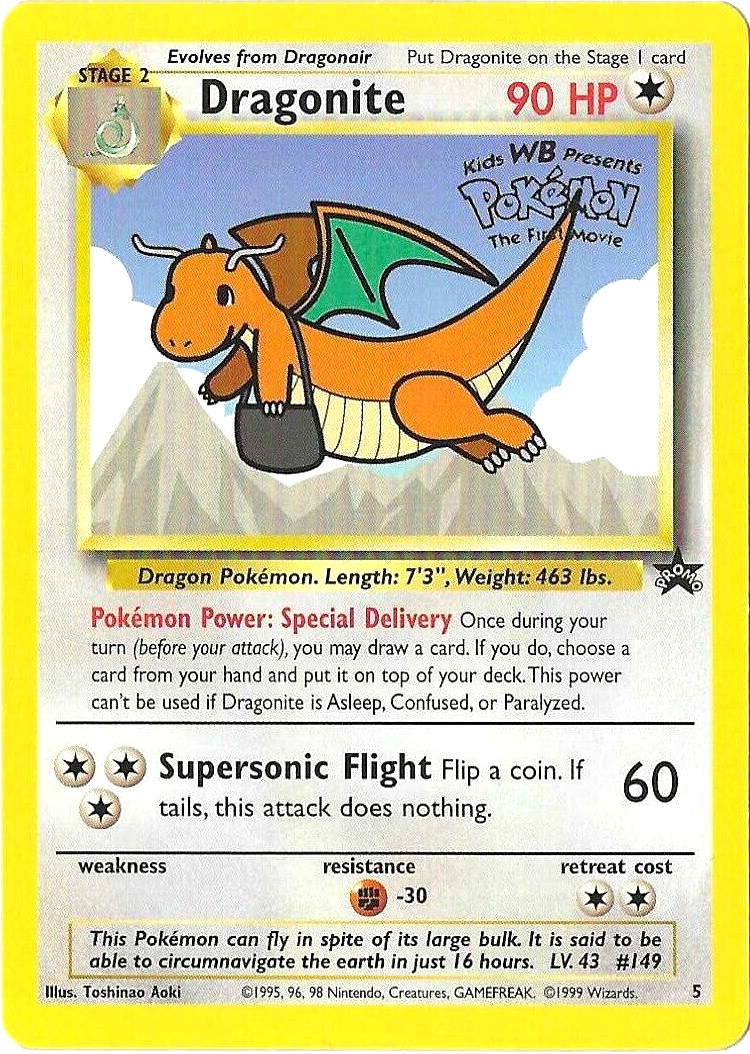 Evolves from Dragonair Put Dragonite on the Stage 1 card
STAGE 2
Dragonite 90 HP
Kids WB Presents
POKéMON
The First Movie
Dragon Pokémon. Length: 7'3", Weight: 463 lbs.
PROMO
Pokémon Power: Special Delivery Once during your
turn (before your attack), you may draw a card. If you do, choose a
card from your hand and put it on top of your deck. This power
can't be used if Dragonite is Asleep, Confused, or Paralyzed.
Supersonic Flight Flip a coin. If
tails, this attack does nothing.
60
weakness resistance retreat cost
-30
This Pokémon can fly in spite of its large bulk. It is said to be
able to circumnavigate the earth in just 16 hours. LV. 43 #149
Illus. Toshinao Aoki ©1995, 96, 98 Nintendo, Creatures, GAMEFREAK. ©1999 Wizards. 5